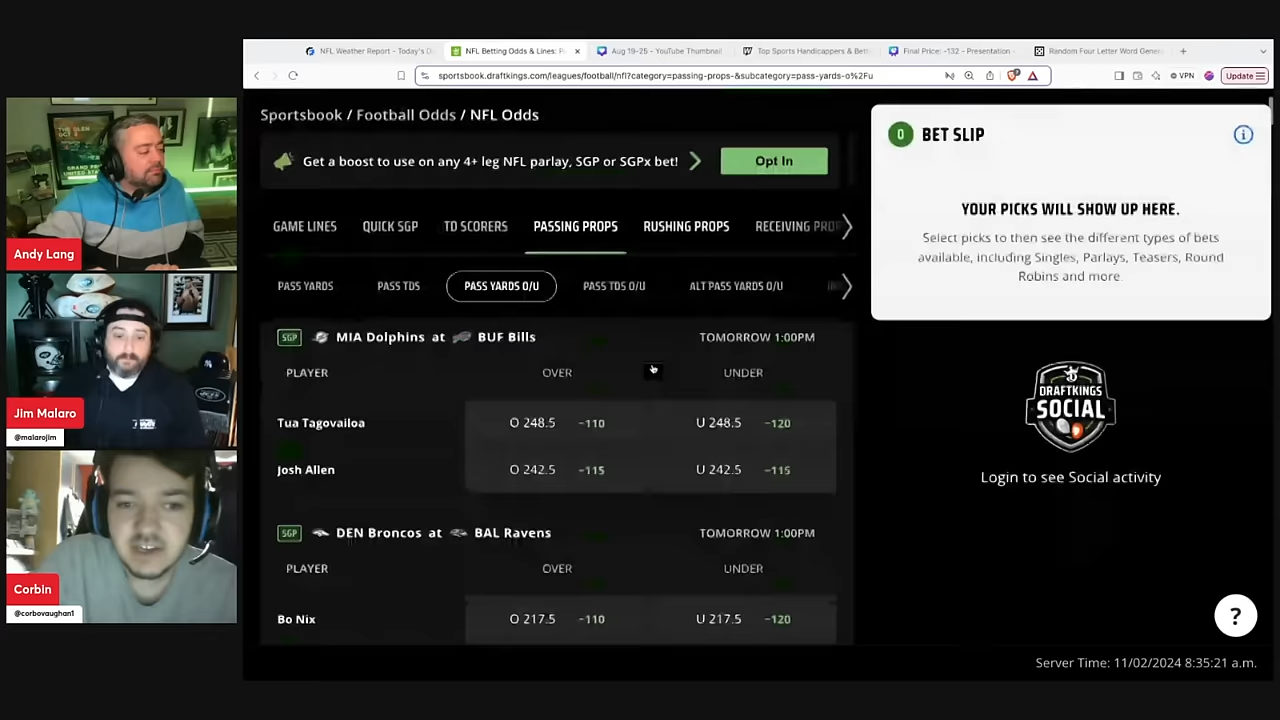 NFL Weather Report - Today's
NFL Betting Odds & Lines:
Aug 19-25 - YouTube Thumbnail
Top Sports Handicappers & Bett
Final Price: -132 - Presentation -
Random Four Letter Word Gener
sportsbook.draftkings.com/leagues/football/nfl?category=passing-props-&subcategory=pass-yards-o%2Fu
VPN
Update
Sportsbook / Football Odds / NFL Odds
Get a boost to use on any 4+ leg NFL parlay, SGP or SGPx bet!
Opt In
GAME LINES QUICK SGP TD SCORERS PASSING PROPS RUSHING PROPS RECEIVING PROP
PASS YARDS PASS TDS PASS YARDS O/U PASS TDS O/U ALT PASS YARDS O/U
SGP MIA Dolphins at BUF Bills TOMORROW 1:00PM
PLAYER OVER UNDER
Tua Tagovailoa O 248.5 -110 U 248.5 -120
Josh Allen O 242.5 -115 U 242.5 -115
SGP DEN Broncos at BAL Ravens TOMORROW 1:00PM
PLAYER OVER UNDER
Bo Nix O 217.5 -110 U 217.5 -120
0 BET SLIP
YOUR PICKS WILL SHOW UP HERE.
Select picks to then see the different types of bets
available, including Singles, Parlays, Teasers, Round
Robins and more.
DRAFTKINGS
SOCIAL
Login to see Social activity
?
Server Time: 11/02/2024 8:35:21 a.m.
Andy Lang
Jim Malaro
@malarojim
Corbin
@corbovaughan1